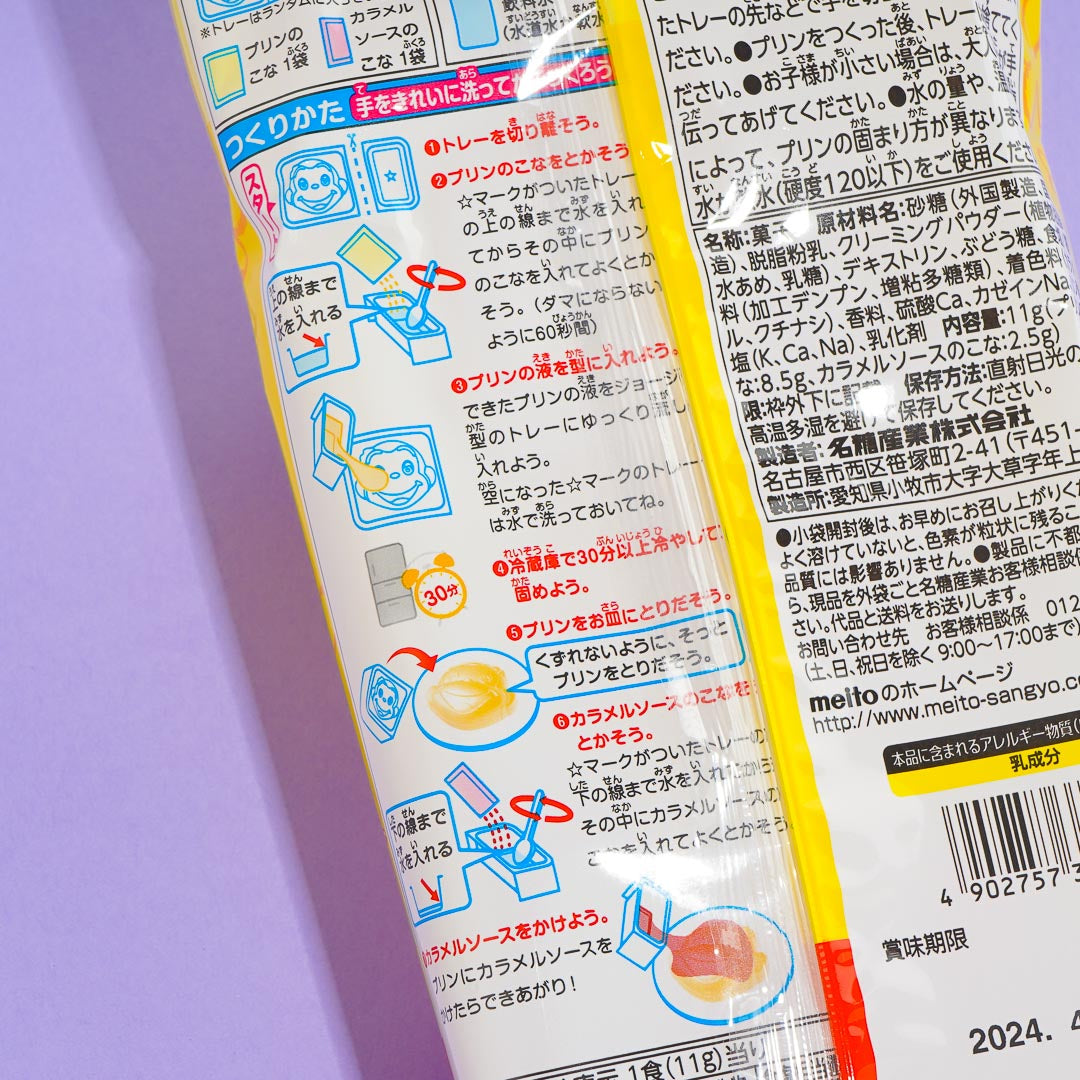 ※トレーはランダムに入
プリンの
こな 1袋
カラメル
ソースの
こな 1袋
飲料水
(水道水
つくりかた
手をきれいに洗って
くろう
スタ
❶トレーを切り離そう。
❷プリンのこなをとかそう
☆マークがついたトレー
の上の線まで水を入れ
てからその中にプリン
のこなを入れてよくとか
そう。(ダマにならない
ように60秒間)
上の線まで
水を入れる
❸プリンの液を型に入れよう。
できたプリンの液をジョージ
型のトレーにゆっくり流し
入れよう。
空になった☆マークのトレー
は水で洗っておいてね。
❹冷蔵庫で30分以上冷やして
固めよう。
30分
❺プリンをお皿にとりだそう。
くずれないように、そっと
プリンをとりだそう。
❻カラメルソースのこなを
とかそう。
☆マークがついたトレーの
下の線まで水を入れてから
その中にカラメルソースの
こなを入れてよくとかそう
下の線まで
水を入れる
カラメルソースをかけよう。
プリンにカラメルソースを
かけたらできあがり!
1食(11g)
たトレーの先などで手を切
ださい。●プリンをつくった後、トレー
ださい。●お子様が小さい場合は、大人
伝ってあげてください。●水の量や、温
によって、プリンの固まり方が異なりま
水(硬度120以下)をご使用くださ
名称:菓子 原材料名:砂糖(外国製造、
造)、脱脂粉乳、クリーミングパウダー(植物
水あめ、乳糖)、デキストリン、ぶどう糖、食
料(加工デンプン、増粘多糖類)、着色料
ル、クチナシ)、香料、硫酸Ca、カゼインNa
塩(K、Ca、Na)、乳化剤 内容量:11g(プ
な:8.5g、カラメルソースのこな:2.5g)
限:枠外下に記載 保存方法:直射日光の
高温多湿を避けて保存してください。
製造者:名糖産業株式会社
名古屋市西区笹塚町2-41(〒451-
製造所:愛知県小牧市大字大草字年上
●小袋開封後は、お早めにお召し上がりくだ
よく溶けていないと、色素が粒状に残るこ
品質には影響ありません。●製品に不都
ら、現品を外袋ごと名糖産業お客様相談係
さい。代品と送料をお送りします。
お問い合わせ先 お客様相談係 012
(土、日、祝日を除く 9:00～17:00まで)
meitoのホームページ
http://www.meito-sangyo.co
本品に含まれるアレルギー物質(
乳成分
4 902757 3
賞味期限
2024. 4